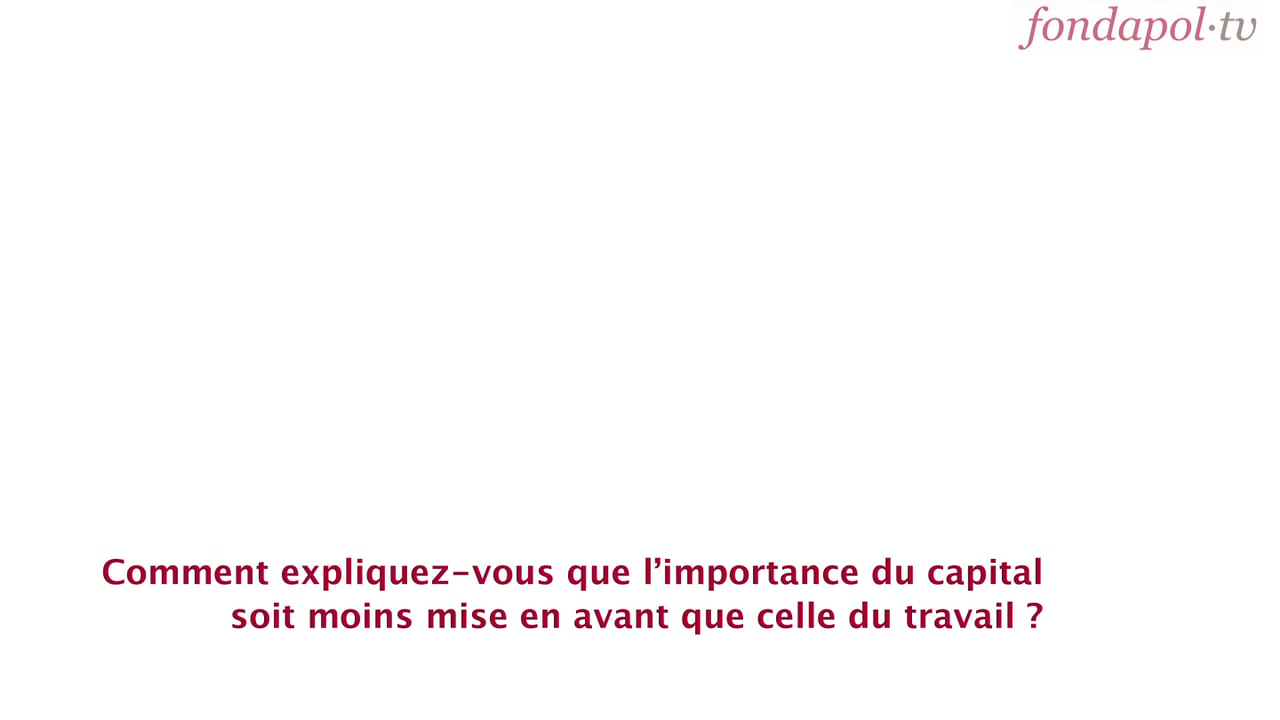 fondapol·tv
Comment expliquez-vous que l’importance du capital
soit moins mise en avant que celle du travail ?